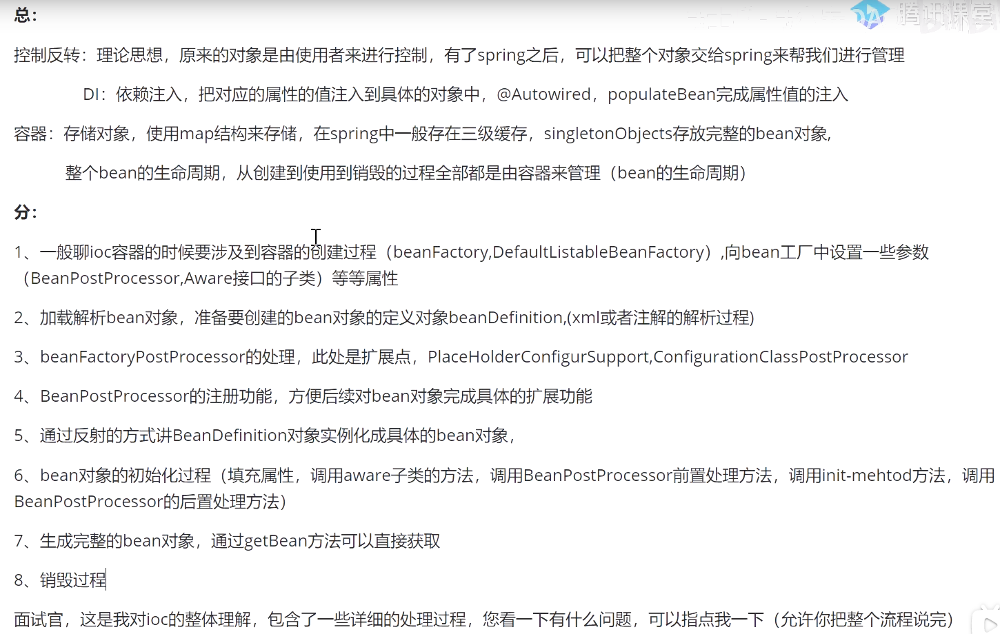 总：
腾讯课堂
控制反转：理论思想，原来的对象是由使用者来进行控制，有了spring之后，可以把整个对象交给spring来帮我们进行管理
DI：依赖注入，把对应的属性的值注入到具体的对象中，@Autowired，populateBean完成属性值的注入
容器：存储对象，使用map结构来存储，在spring中一般存在三级缓存，singletonObjects存放完整的bean对象,
整个bean的生命周期，从创建到使用到销毁的过程全部都是由容器来管理（bean的生命周期）
分：
1、一般聊ioc容器的时候要涉及到容器的创建过程（beanFactory,DefaultListableBeanFactory）,向bean工厂中设置一些参数
（BeanPostProcessor,Aware接口的子类）等等属性
2、加载解析bean对象，准备要创建的bean对象的定义对象beanDefinition,(xml或者注解的解析过程)
3、beanFactoryPostProcessor的处理，此处是扩展点，PlaceHolderConfigurSupport,ConfigurationClassPostProcessor
4、BeanPostProcessor的注册功能，方便后续对bean对象完成具体的扩展功能
5、通过反射的方式讲BeanDefinition对象实例化成具体的bean对象，
6、bean对象的初始化过程（填充属性，调用aware子类的方法，调用BeanPostProcessor前置处理方法，调用init-mehtod方法，调用
BeanPostProcessor的后置处理方法）
7、生成完整的bean对象，通过getBean方法可以直接获取
8、销毁过程
面试官，这是我对ioc的整体理解，包含了一些详细的处理过程，您看一下有什么问题，可以指点我一下（允许你把整个流程说完）